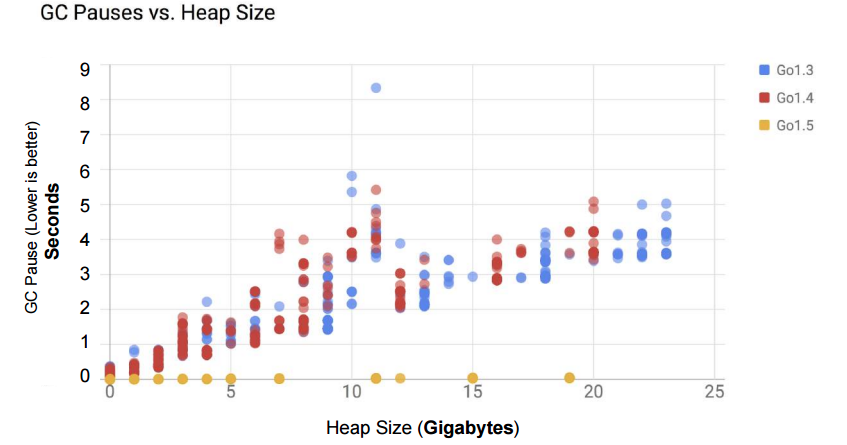 GC Pauses vs. Heap Size
9
8
7
6
5
4
3
2
1
0
GC Pause (Lower is better)
Seconds
0 5 10 15 20 25
Heap Size (Gigabytes)
Go1.3
Go1.4
Go1.5